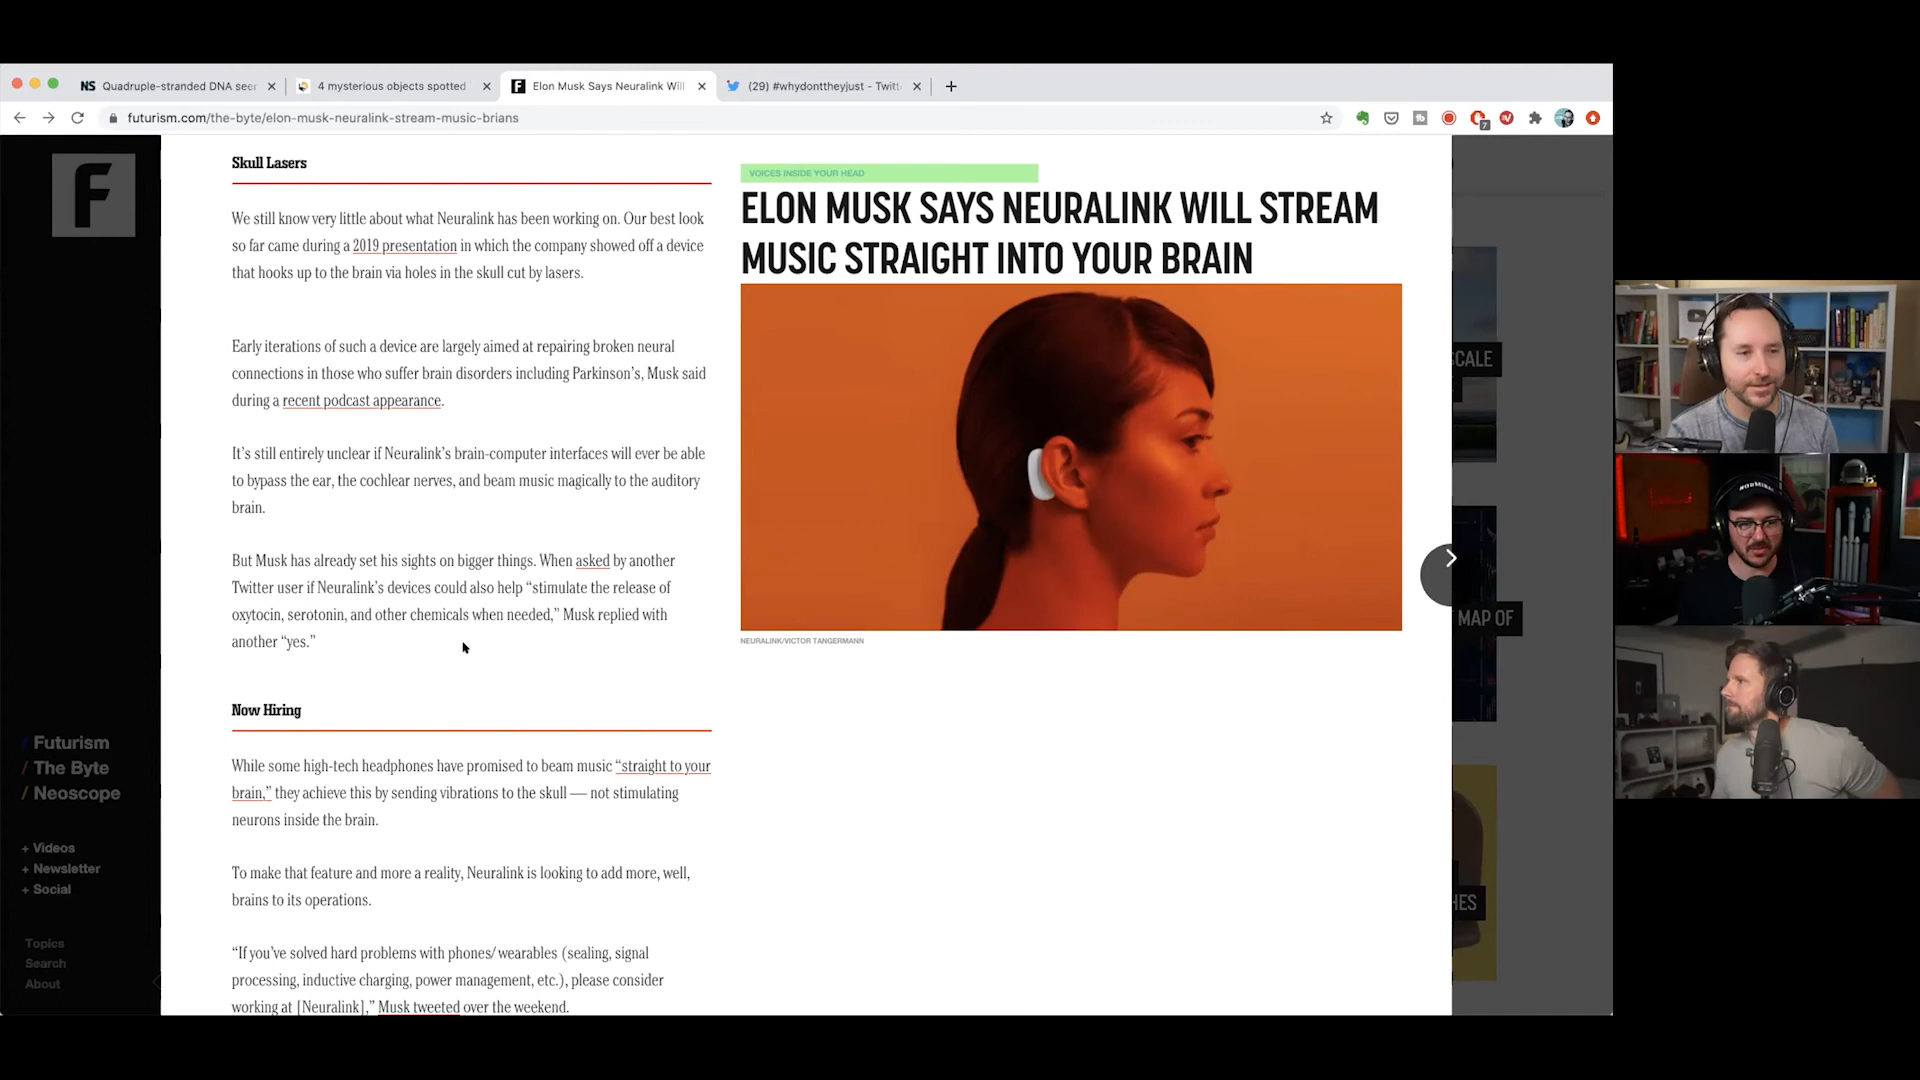 NS Quadruple-stranded DNA seer
4 mysterious objects spotted
F Elon Musk Says Neuralink Will
(29) #whydonttheyjust - Twitt
futurism.com/the-byte/elon-musk-neuralink-stream-music-brians
7
F
Skull Lasers
We still know very little about what Neuralink has been working on. Our best look
so far came during a 2019 presentation in which the company showed off a device
that hooks up to the brain via holes in the skull cut by lasers.
Early iterations of such a device are largely aimed at repairing broken neural
connections in those who suffer brain disorders including Parkinson's, Musk said
during a recent podcast appearance.
It's still entirely unclear if Neuralink's brain-computer interfaces will ever be able
to bypass the ear, the cochlear nerves, and beam music magically to the auditory
brain.
But Musk has already set his sights on bigger things. When asked by another
Twitter user if Neuralink's devices could also help “stimulate the release of
oxytocin, serotonin, and other chemicals when needed,” Musk replied with
another “yes.”
Now Hiring
While some high-tech headphones have promised to beam music “straight to your
brain,” they achieve this by sending vibrations to the skull — not stimulating
neurons inside the brain.
To make that feature and more a reality, Neuralink is looking to add more, well,
brains to its operations.
“If you've solved hard problems with phones/wearables (sealing, signal
processing, inductive charging, power management, etc.), please consider
working at [Neuralink],” Musk tweeted over the weekend.
VOICES INSIDE YOUR HEAD
ELON MUSK SAYS NEURALINK WILL STREAM
MUSIC STRAIGHT INTO YOUR BRAIN
NEURALINK/VICTOR TANGERMANN
/ Futurism
/ The Byte
/ Neoscope
+ Videos
+ Newsletter
+ Social
Topics
Search
About
SCALE
MAP OF
HES